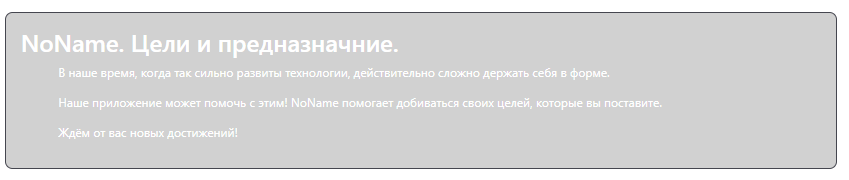 NoName. Цели и предназначние.
В наше время, когда так сильно развиты технологии, действительно сложно держать себя в форме.
Наше приложение может помочь с этим! NoName помогает добиваться своих целей, которые вы поставите.
Ждём от вас новых достижений!